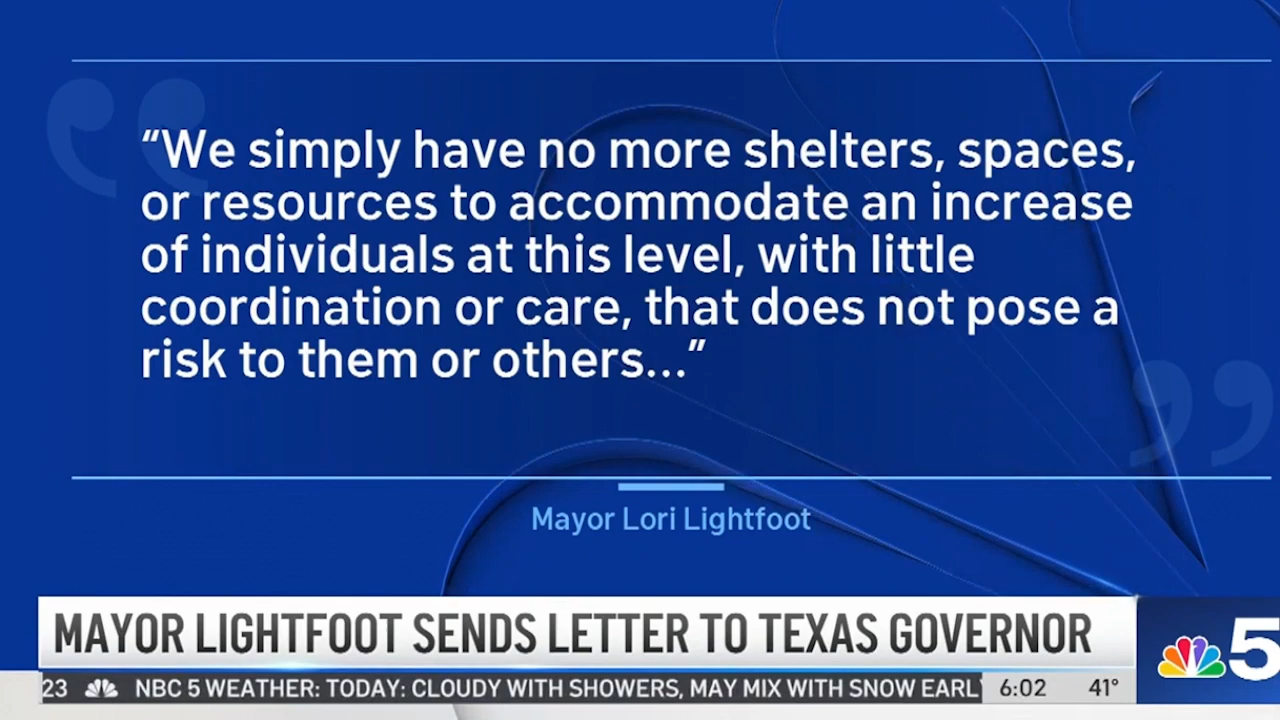 “We simply have no more shelters, spaces,
or resources to accommodate an increase
of individuals at this level, with little
coordination or care, that does not pose a
risk to them or others...”
Mayor Lori Lightfoot
MAYOR LIGHTFOOT SENDS LETTER TO TEXAS GOVERNOR
5
23 NBC 5 WEATHER: TODAY: CLOUDY WITH SHOWERS, MAY MIX WITH SNOW EARL 6:02 41°